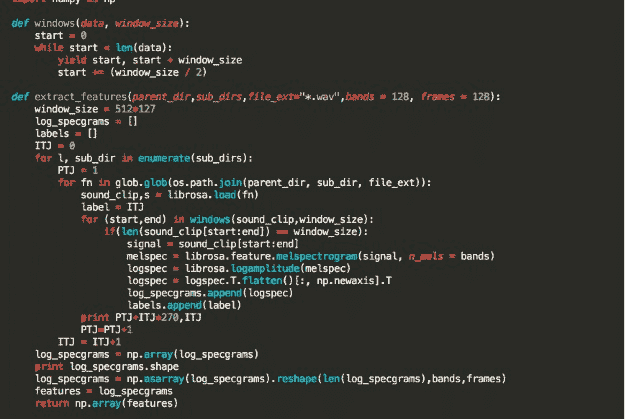 import numpy as np
def windows(data, window_size):
start = 0
while start < len(data):
yield start, start + window_size
start += (window_size / 2)
def extract_features(parent_dir,sub_dirs,file_ext="*.wav",bands = 128, frames = 128):
window_size = 512*127
log_specgrams = []
labels = []
ITJ = 0
for l, sub_dir in enumerate(sub_dirs):
PTJ = 1
for fn in glob.glob(os.path.join(parent_dir, sub_dir, file_ext)):
sound_clip,s = librosa.load(fn)
label = ITJ
for (start,end) in windows(sound_clip,window_size):
if(len(sound_clip[start:end]) == window_size):
signal = sound_clip[start:end]
melspec = librosa.feature.melspectrogram(signal, n_mels = bands)
logspec = librosa.logamplitude(melspec)
logspec = logspec.T.flatten()[:, np.newaxis].T
log_specgrams.append(logspec)
labels.append(label)
print PTJ+ITJ*270,ITJ
PTJ=PTJ+1
ITJ = ITJ+1
log_specgrams = np.array(log_specgrams)
print log_specgrams.shape
log_specgrams = np.asarray(log_specgrams).reshape(len(log_specgrams),bands,frames)
features = log_specgrams
return np.array(features)